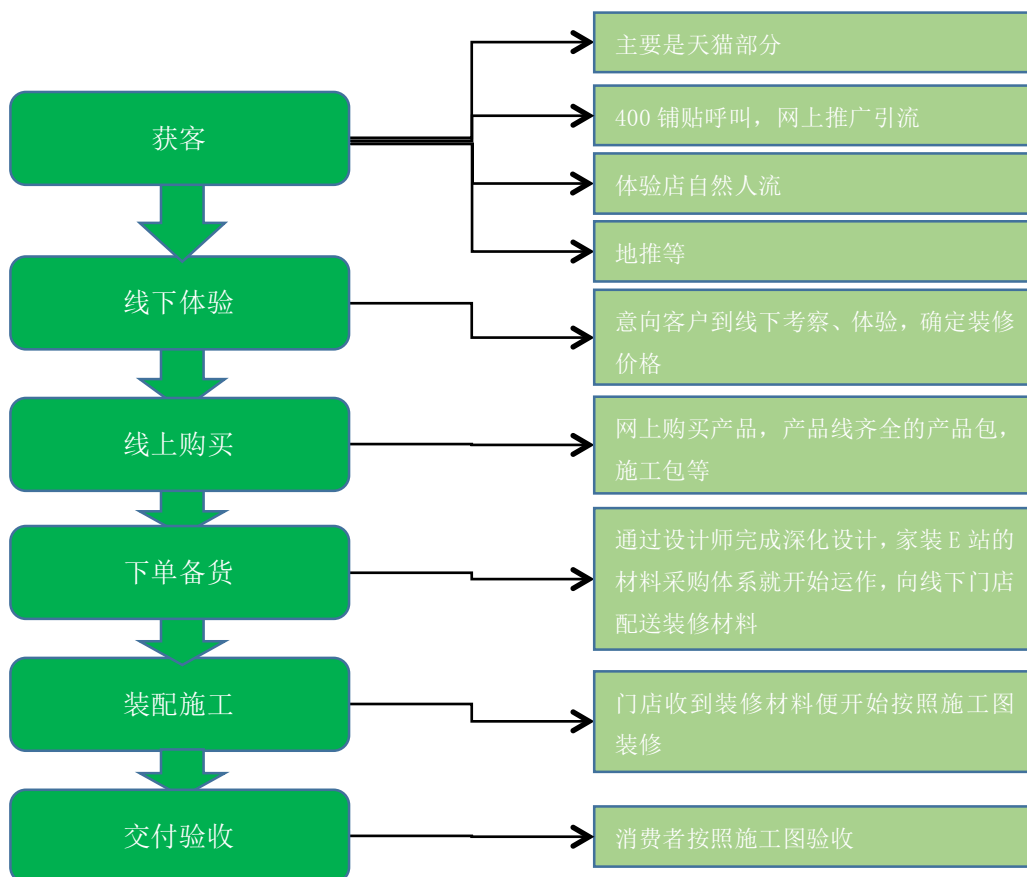 获客
主要是天猫部分
400 铺贴呼叫，网上推广引流
体验店自然人流
地推等
线下体验
意向客户到线下考察、体验，确定装修
价格
线上购买
网上购买产品，产品线齐全的产品包，
施工包等
下单备货
通过设计师完成深化设计，家装 E 站的
材料采购体系就开始运作，向线下门店
配送装修材料
装配施工
门店收到装修材料便开始按照施工图
装修
交付验收
消费者按照施工图验收